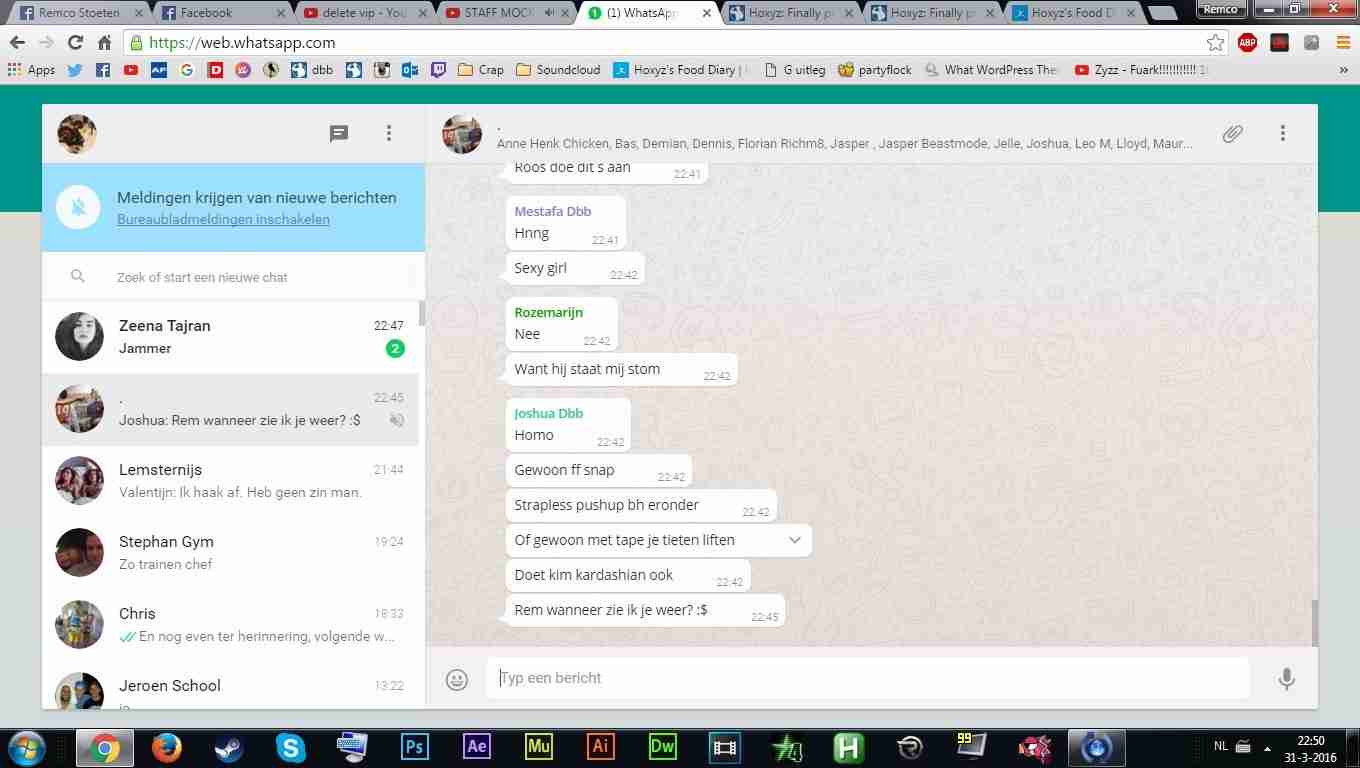 Remco Stoeten
Facebook
delete vip - You
STAFF MOCK
(1) WhatsApp
Hoxyz: Finally p
Hoxyz: Finally p
Hoxyz's Food D
Remco
https://web.whatsapp.com
ABP
Apps
AF
dbb
Crap
Soundcloud
Hoxyz's Food Diary |
G uitleg
partyflock
What WordPress The
Zyzz - Fuark!!!!!!!!!!!
»
.
Anne Henk Chicken, Bas, Demian, Dennis, Florian Richm8, Jasper , Jasper Beastmode, Jelle, Joshua, Leo M, Lloyd, Maur...
Meldingen krijgen van nieuwe berichten
Bureaubladmeldingen inschakelen
Zoek of start een nieuwe chat
Zeena Tajran 22:47
Jammer 2
. 22:45
Joshua: Rem wanneer zie ik je weer? :$
Lemsternijs 21:44
Valentijn: Ik haak af. Heb geen zin man.
Stephan Gym 19:24
Zo trainen chef
Chris 18:33
En nog even ter herinnering, volgende w...
Jeroen School 13:22
Roos doe dit s aan 22:41
Mestafa Dbb
Hnng 22:41
Sexy girl 22:42
Rozemarijn
Nee 22:42
Want hij staat mij stom 22:42
Joshua Dbb
Homo 22:42
Gewoon ff snap 22:42
Strapless pushup bh eronder 22:42
Of gewoon met tape je tieten liften
Doet kim kardashian ook 22:42
Rem wanneer zie ik je weer? :$ 22:45
Typ een bericht
Ps
Ae
Mu
Ai
Dw
H
99
NL
22:50
31-3-2016